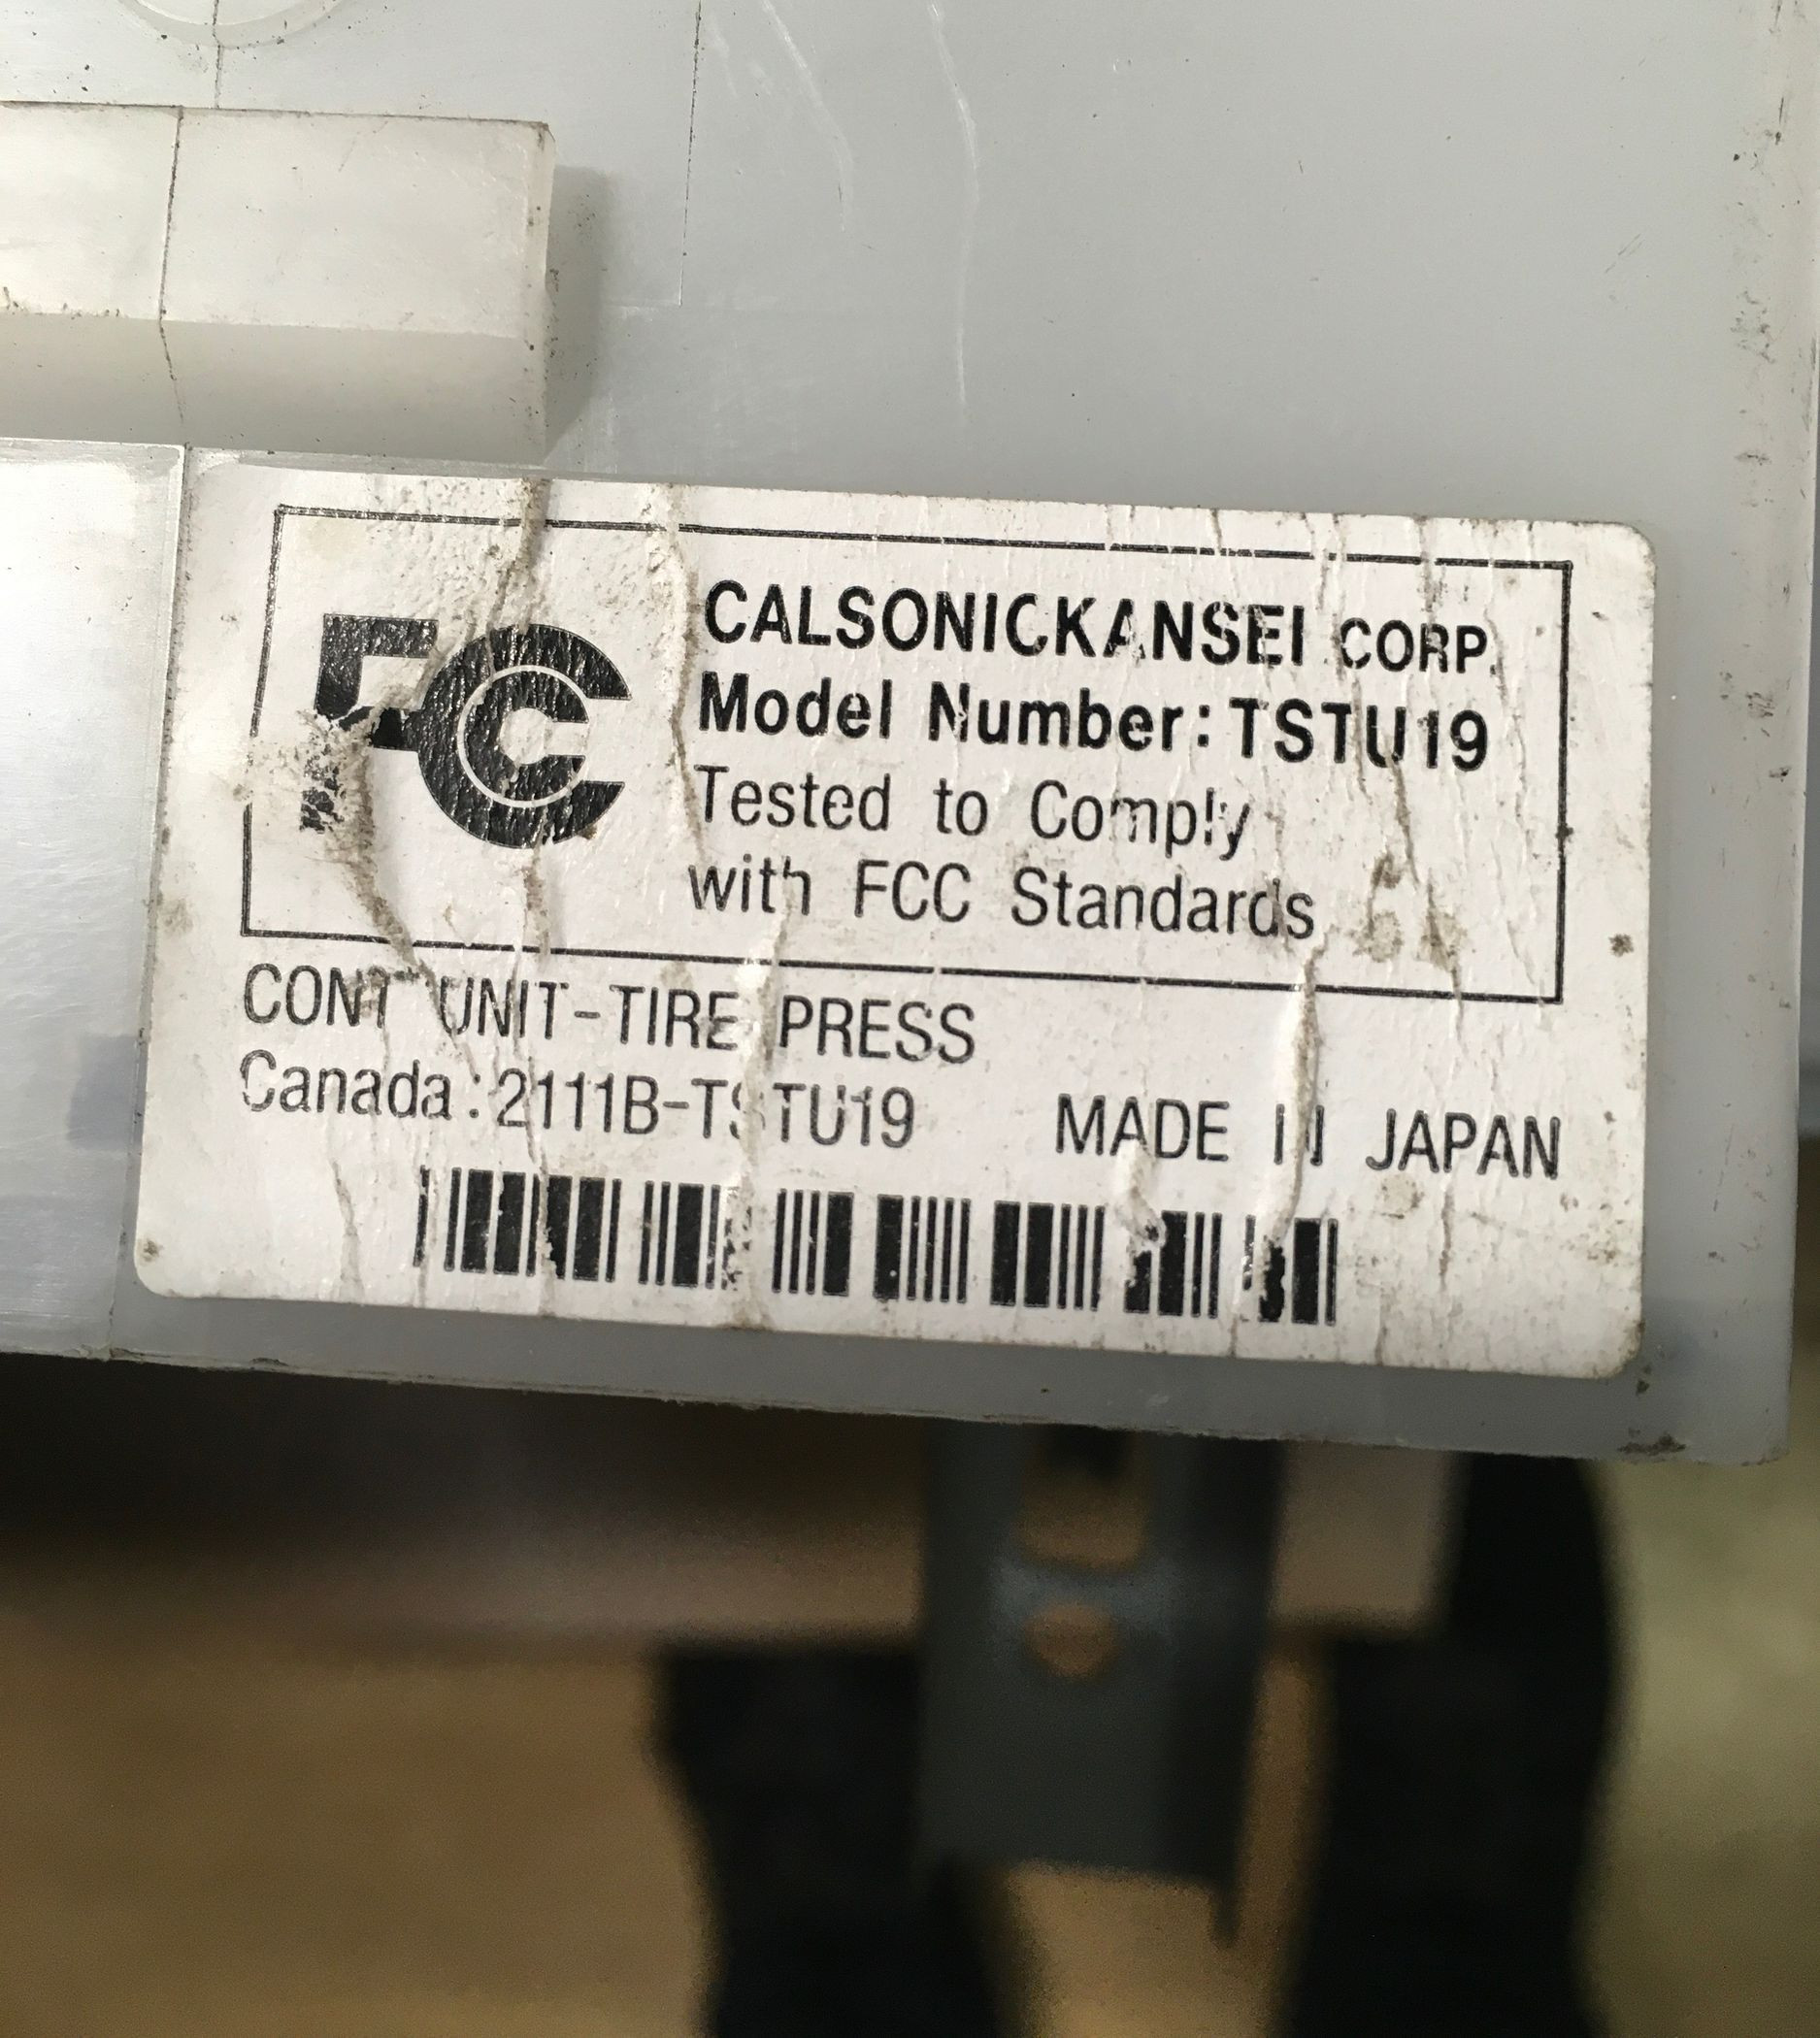 FC
CALSONICKANSEI CORP.
Model Number: TSTU19
Tested to Comply
with FCC Standards
CONT UNIT-TIRE PRESS
Canada: 2111B-TSTU19 MADE IN JAPAN